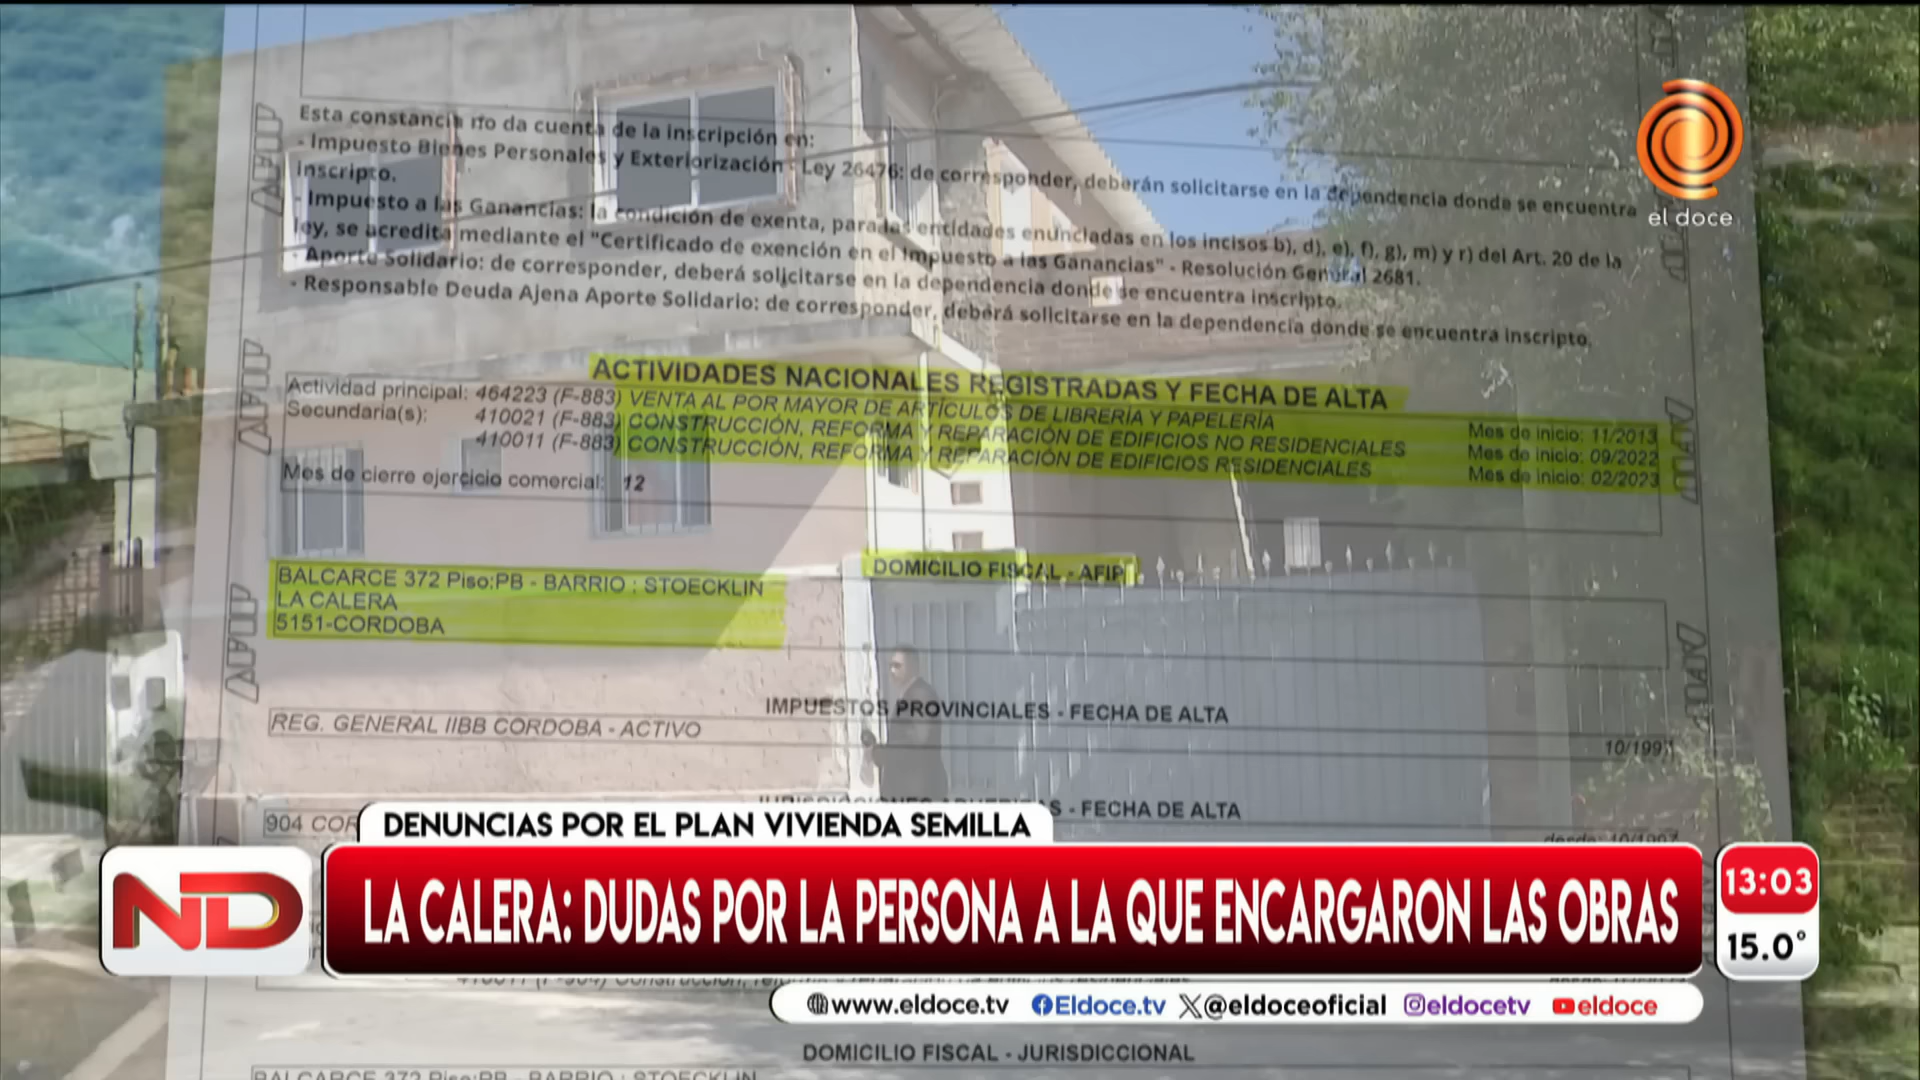 Esta constancia no da cuenta de la inscripción en:
- Impuesto Bienes Personales y Exteriorización - Ley 26476: de corresponder, deberán solicitarse en la dependencia donde se encuentra
inscripto.
- Impuesto a las Ganancias: la condición de exenta, para las entidades enunciadas en los incisos b), d), e), f), g), m) y r) del Art. 20 de la
ley, se acredita mediante el "Certificado de exención en el Impuesto a las Ganancias" - Resolución General 2681.
- Aporte Solidario: de corresponder, deberá solicitarse en la dependencia donde se encuentra inscripto.
- Responsable Deuda Ajena Aporte Solidario: de corresponder, deberá solicitarse en la dependencia donde se encuentra inscripto.
el doce
ACTIVIDADES NACIONALES REGISTRADAS Y FECHA DE ALTA
Actividad principal: 464223 (F-883) VENTA AL POR MAYOR DE ARTÍCULOS DE LIBRERÍA Y PAPELERÍA Mes de inicio: 11/2013
Secundaria(s): 410021 (F-883) CONSTRUCCIÓN, REFORMA Y REPARACIÓN DE EDIFICIOS NO RESIDENCIALES Mes de inicio: 09/2022
410011 (F-883) CONSTRUCCIÓN, REFORMA Y REPARACIÓN DE EDIFICIOS RESIDENCIALES Mes de inicio: 02/2023
Mes de cierre ejercicio comercial: 12
DOMICILIO FISCAL - AFIP
BALCARCE 372 Piso:PB - BARRIO : STOECKLIN
LA CALERA
5151-CORDOBA
IMPUESTOS PROVINCIALES - FECHA DE ALTA
REG. GENERAL IIBB CORDOBA - ACTIVO
- FECHA DE ALTA
904
DENUNCIAS POR EL PLAN VIVIENDA SEMILLA
ND
LA CALERA: DUDAS POR LA PERSONA A LA QUE ENCARGARON LAS OBRAS
13:03
15.0°
www.eldoce.tv Eldoce.tv @eldoceoficial eldocetv eldoce
DOMICILIO FISCAL - JURISDICCIONAL
BALCARCE 372 Piso:PB - BARRIO : STOECKLIN